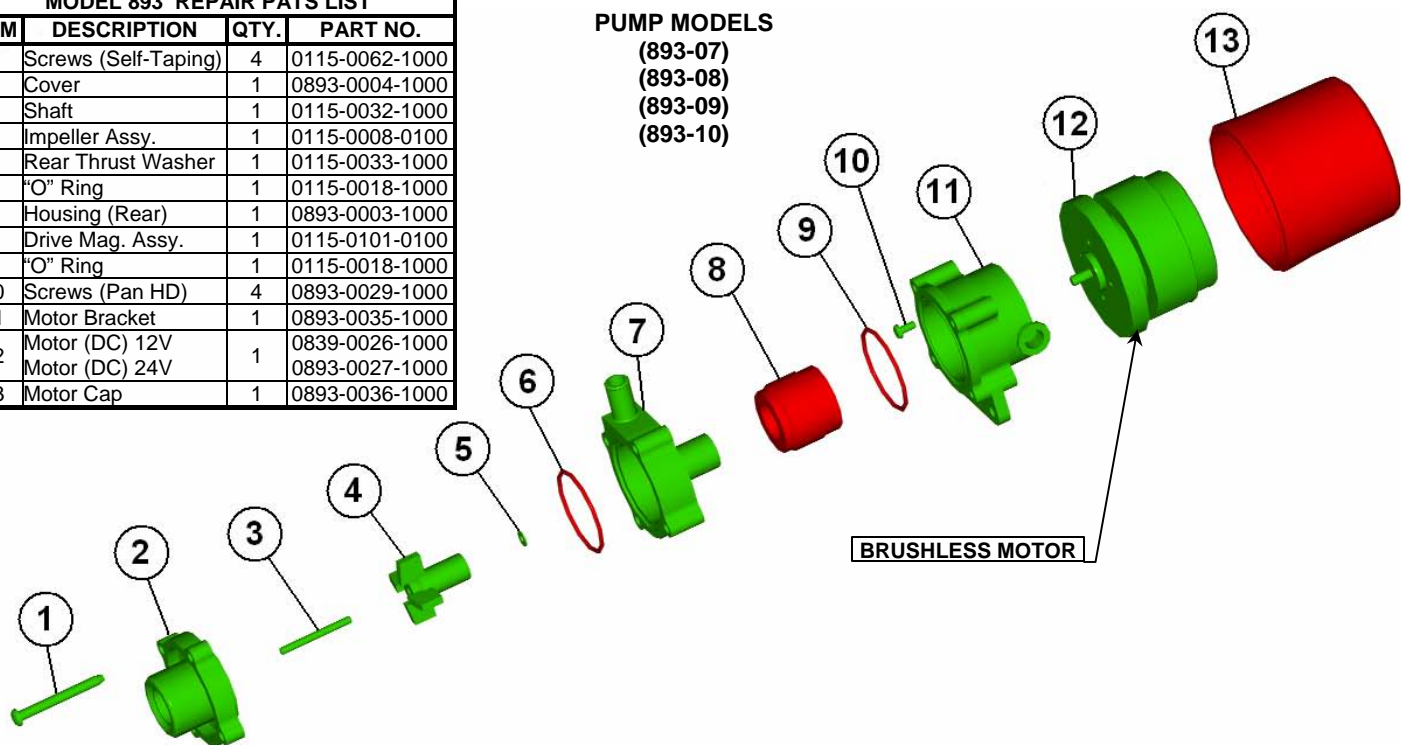 MODEL 893 REPAIR PATS LIST
M DESCRIPTION QTY. PART NO.
Screws (Self-Taping) 4 0115-0062-1000
Cover 1 0893-0004-1000
Shaft 1 0115-0032-1000
Impeller Assy. 1 0115-0008-0100
Rear Thrust Washer 1 0115-0033-1000
“O” Ring 1 0115-0018-1000
Housing (Rear) 1 0893-0003-1000
Drive Mag. Assy. 1 0115-0101-0100
“O” Ring 1 0115-0018-1000
0 Screws (Pan HD) 4 0893-0029-1000
1 Motor Bracket 1 0893-0035-1000
2 Motor (DC) 12V 1 0839-0026-1000
Motor (DC) 24V 0893-0027-1000
3 Motor Cap 1 0893-0036-1000
PUMP MODELS
(893-07)
(893-08)
(893-09)
(893-10)
13
12
10
11
9
8
7
6
5
4
3
2
1
BRUSHLESS MOTOR